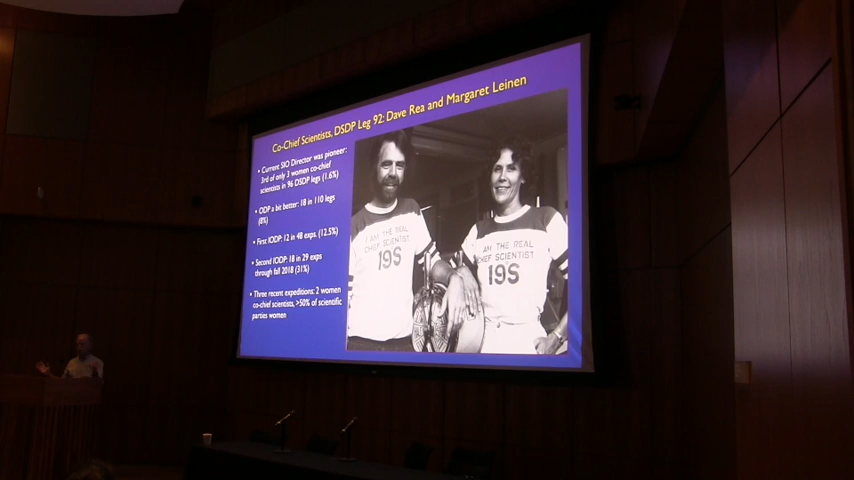 Co-Chief Scientists, DSDP Leg 92: Dave Rea and Margaret Leinen
• Current SIO Director was pioneer:
3rd of only 3 women co-chief
scientists in 96 DSDP legs (1.6%)
• ODP a bit better: 18 in 110 legs
(8%)
• First IODP: 12 in 48 exps. (12.5%)
• Second IODP: 18 in 29 exps
through fall 2018 (31%)
• Three recent expeditions: 2 women
co-chief scientists, >50% of scientific
parties women
I AM THE REAL
CHIEF SCIENTIST
19S
I AM THE REAL
CHIEF SCIENTIST
19S